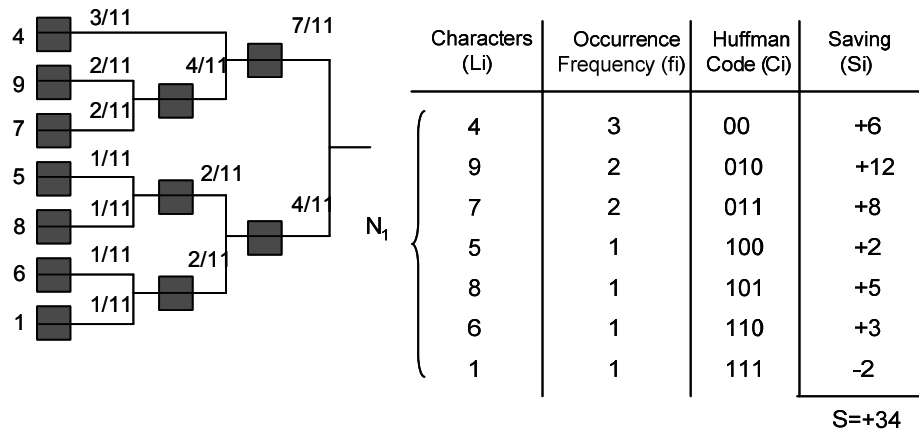 4 3/11 7/11
9 2/11 4/11
7 2/11
5 1/11 2/11
8 1/11 4/11
6 1/11 2/11
1 1/11
N1
Characters (Li) Occurrence Frequency (fi) Huffman Code (Ci) Saving (Si)
4 3 00 +6
9 2 010 +12
7 2 011 +8
5 1 100 +2
8 1 101 +5
6 1 110 +3
1 1 111 -2
S=+34